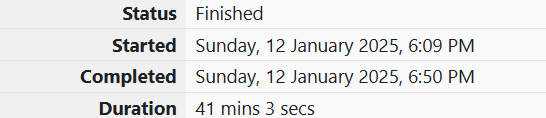 Status Finished
Started Sunday, 12 January 2025, 6:09 PM
Completed Sunday, 12 January 2025, 6:50 PM
Duration 41 mins 3 secs